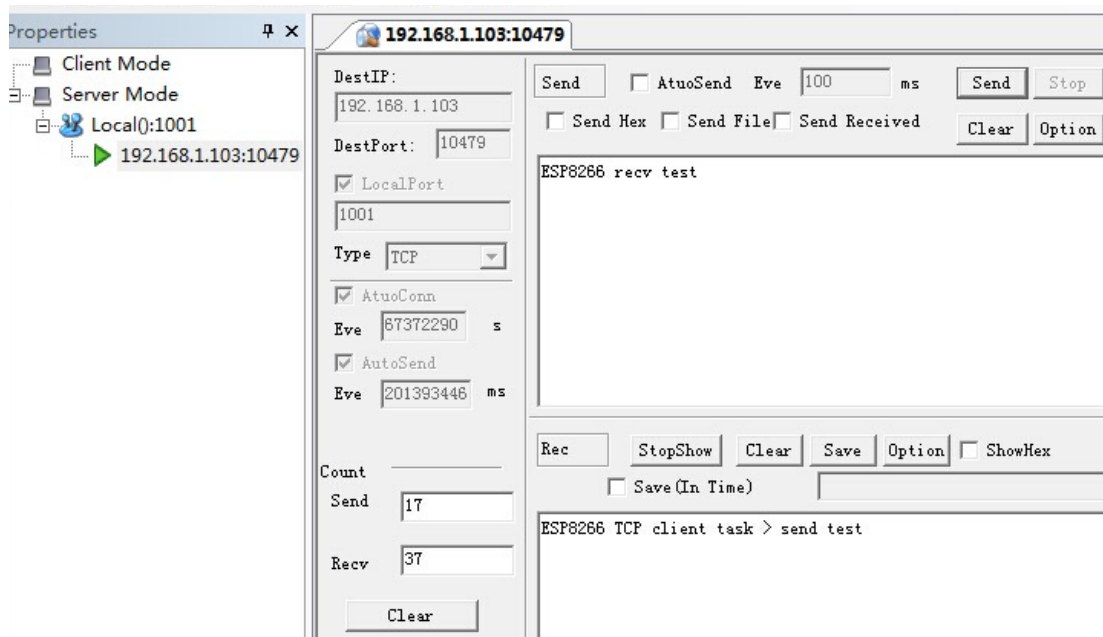 Properties
Client Mode
Server Mode
Local():1001
192.168.1.103:10479
192.168.1.103:10479
DestIP:
192.168.1.103
DestPort: 10479
LocalPort
1001
Type TCP
AtuoConn
Eve 67372290 s
AutoSend
Eve 201393446 ms
Count
Send 17
Recv 37
Clear
Send AtuoSend Eve 100 ms Send Stop
Send Hex Send File Send Received Clear Option
ESP8266 recv test
Rec StopShow Clear Save Option ShowHex
Save(In Time)
ESP8266 TCP client task > send test